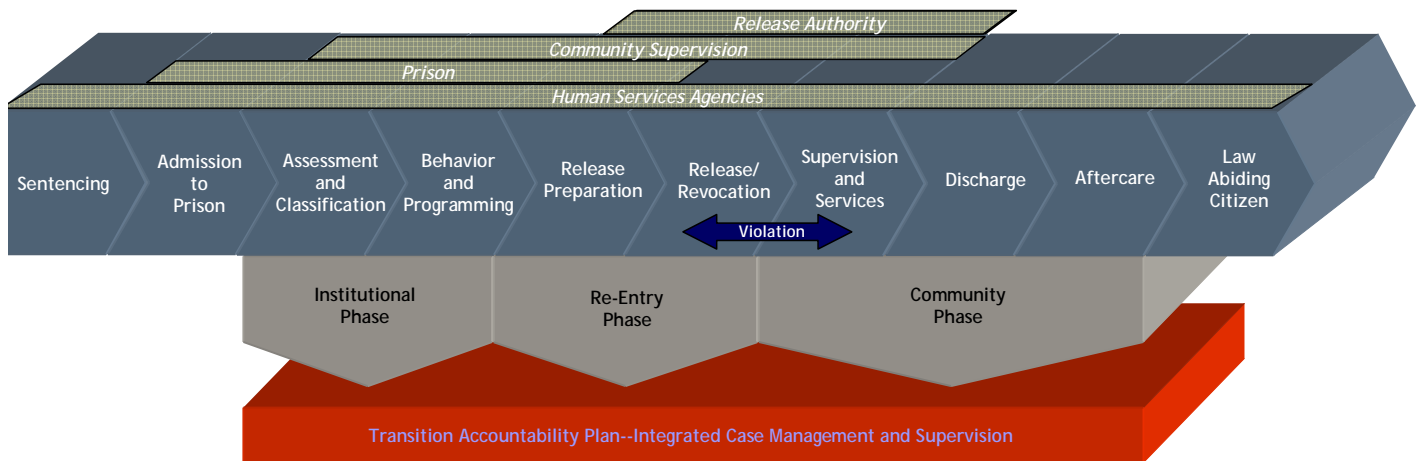 Release Authority
Community Supervision
Prison
Human Services Agencies
Sentencing
Admission
to
Prison
Assessment
and
Classification
Behavior
and
Programming
Release
Preparation
Release/
Revocation
Supervision
and
Services
Discharge
Aftercare
Law
Abiding
Citizen
Violation
Institutional
Phase
Re-Entry
Phase
Community
Phase
Transition Accountability Plan--Integrated Case Management and Supervision